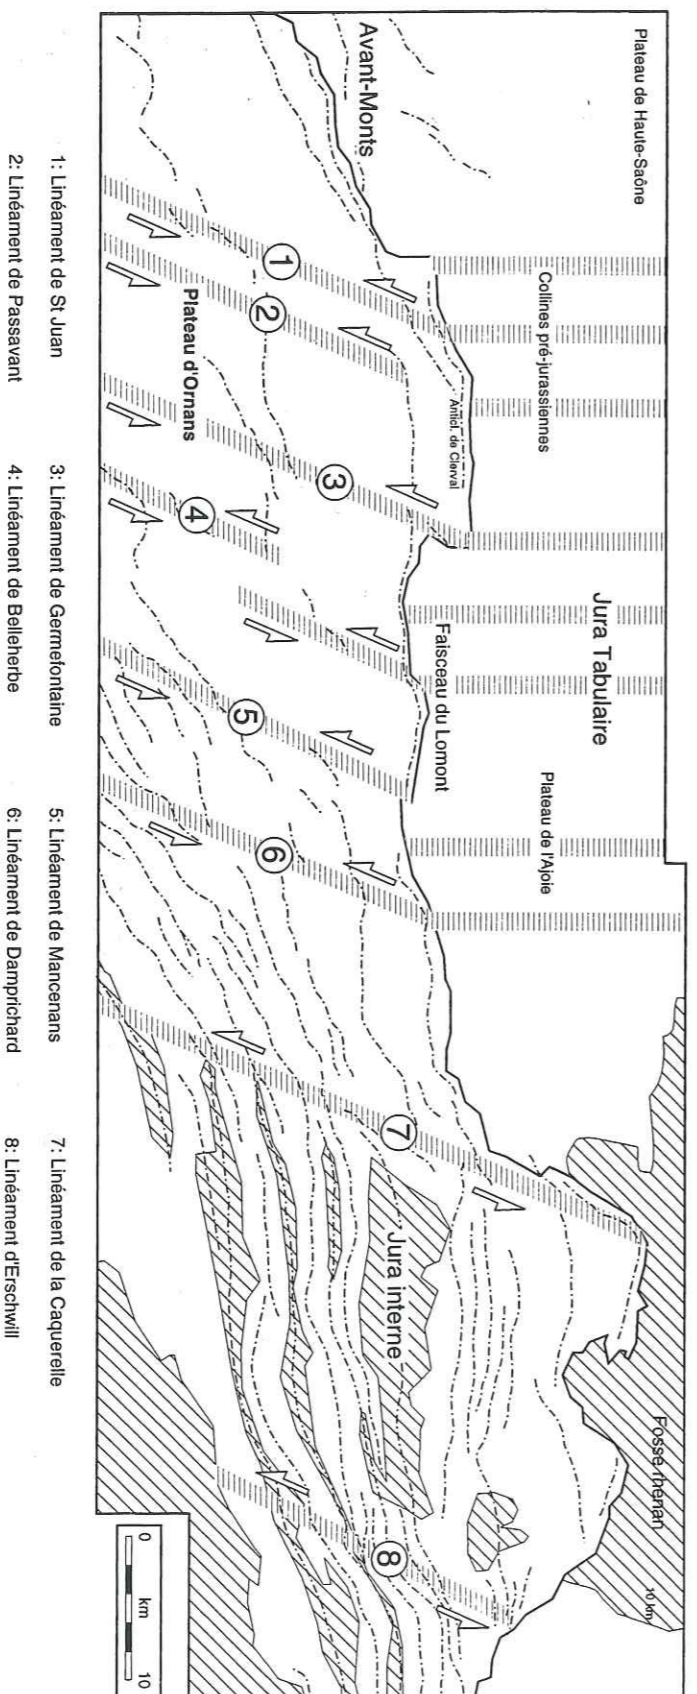 Plateau de Haute-Saône
Avant-Monts
Collines pré-jurassiennes
Jura Tabulaire
Plateau de l'Ajoie
Fosse rhénan
10 km
Anticl. de Clerval
Faisceau du Lomont
Jura interne
Plateau d'Ornans
1
2
3
4
5
6
7
8
0 km 10
1: Linéament de St Juan
2: Linéament de Passavant
3: Linéament de Germefontaine
4: Linéament de Belleherbe
5: Linéament de Mancenans
6: Linéament de Damprichard
7: Linéament de la Caquerelle
8: Linéament d'Erschwill